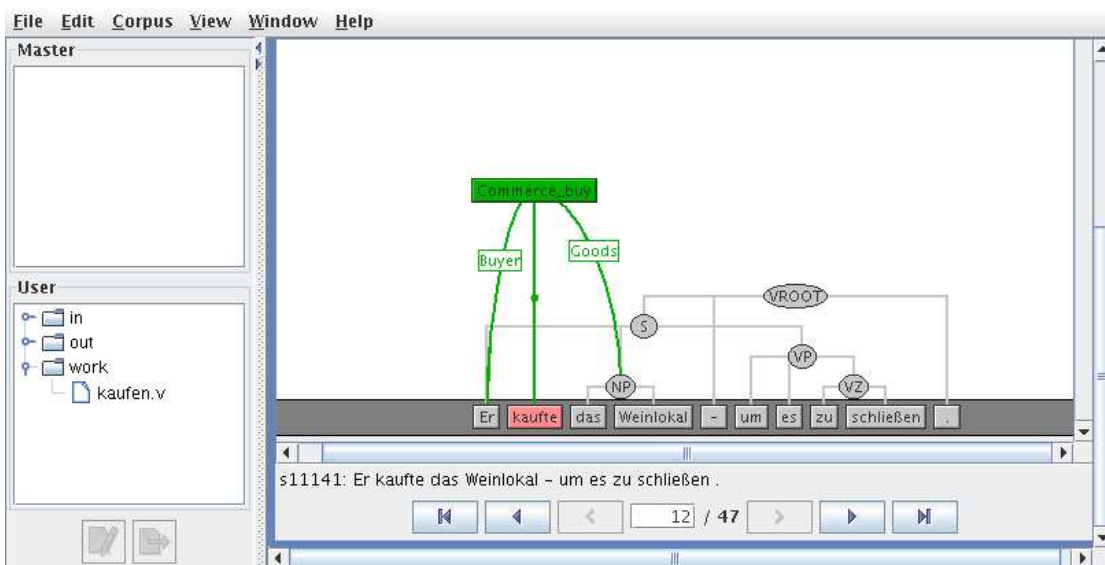 File Edit Corpus View Window Help
Master
User
in
out
work
kaufen.v
Commerce_buy
Buyer
Goods
VROOT
S
VP
NP
VZ
Er kaufte das Weinlokal - um es zu schließen .
s11141: Er kaufte das Weinlokal – um es zu schließen .
12 / 47